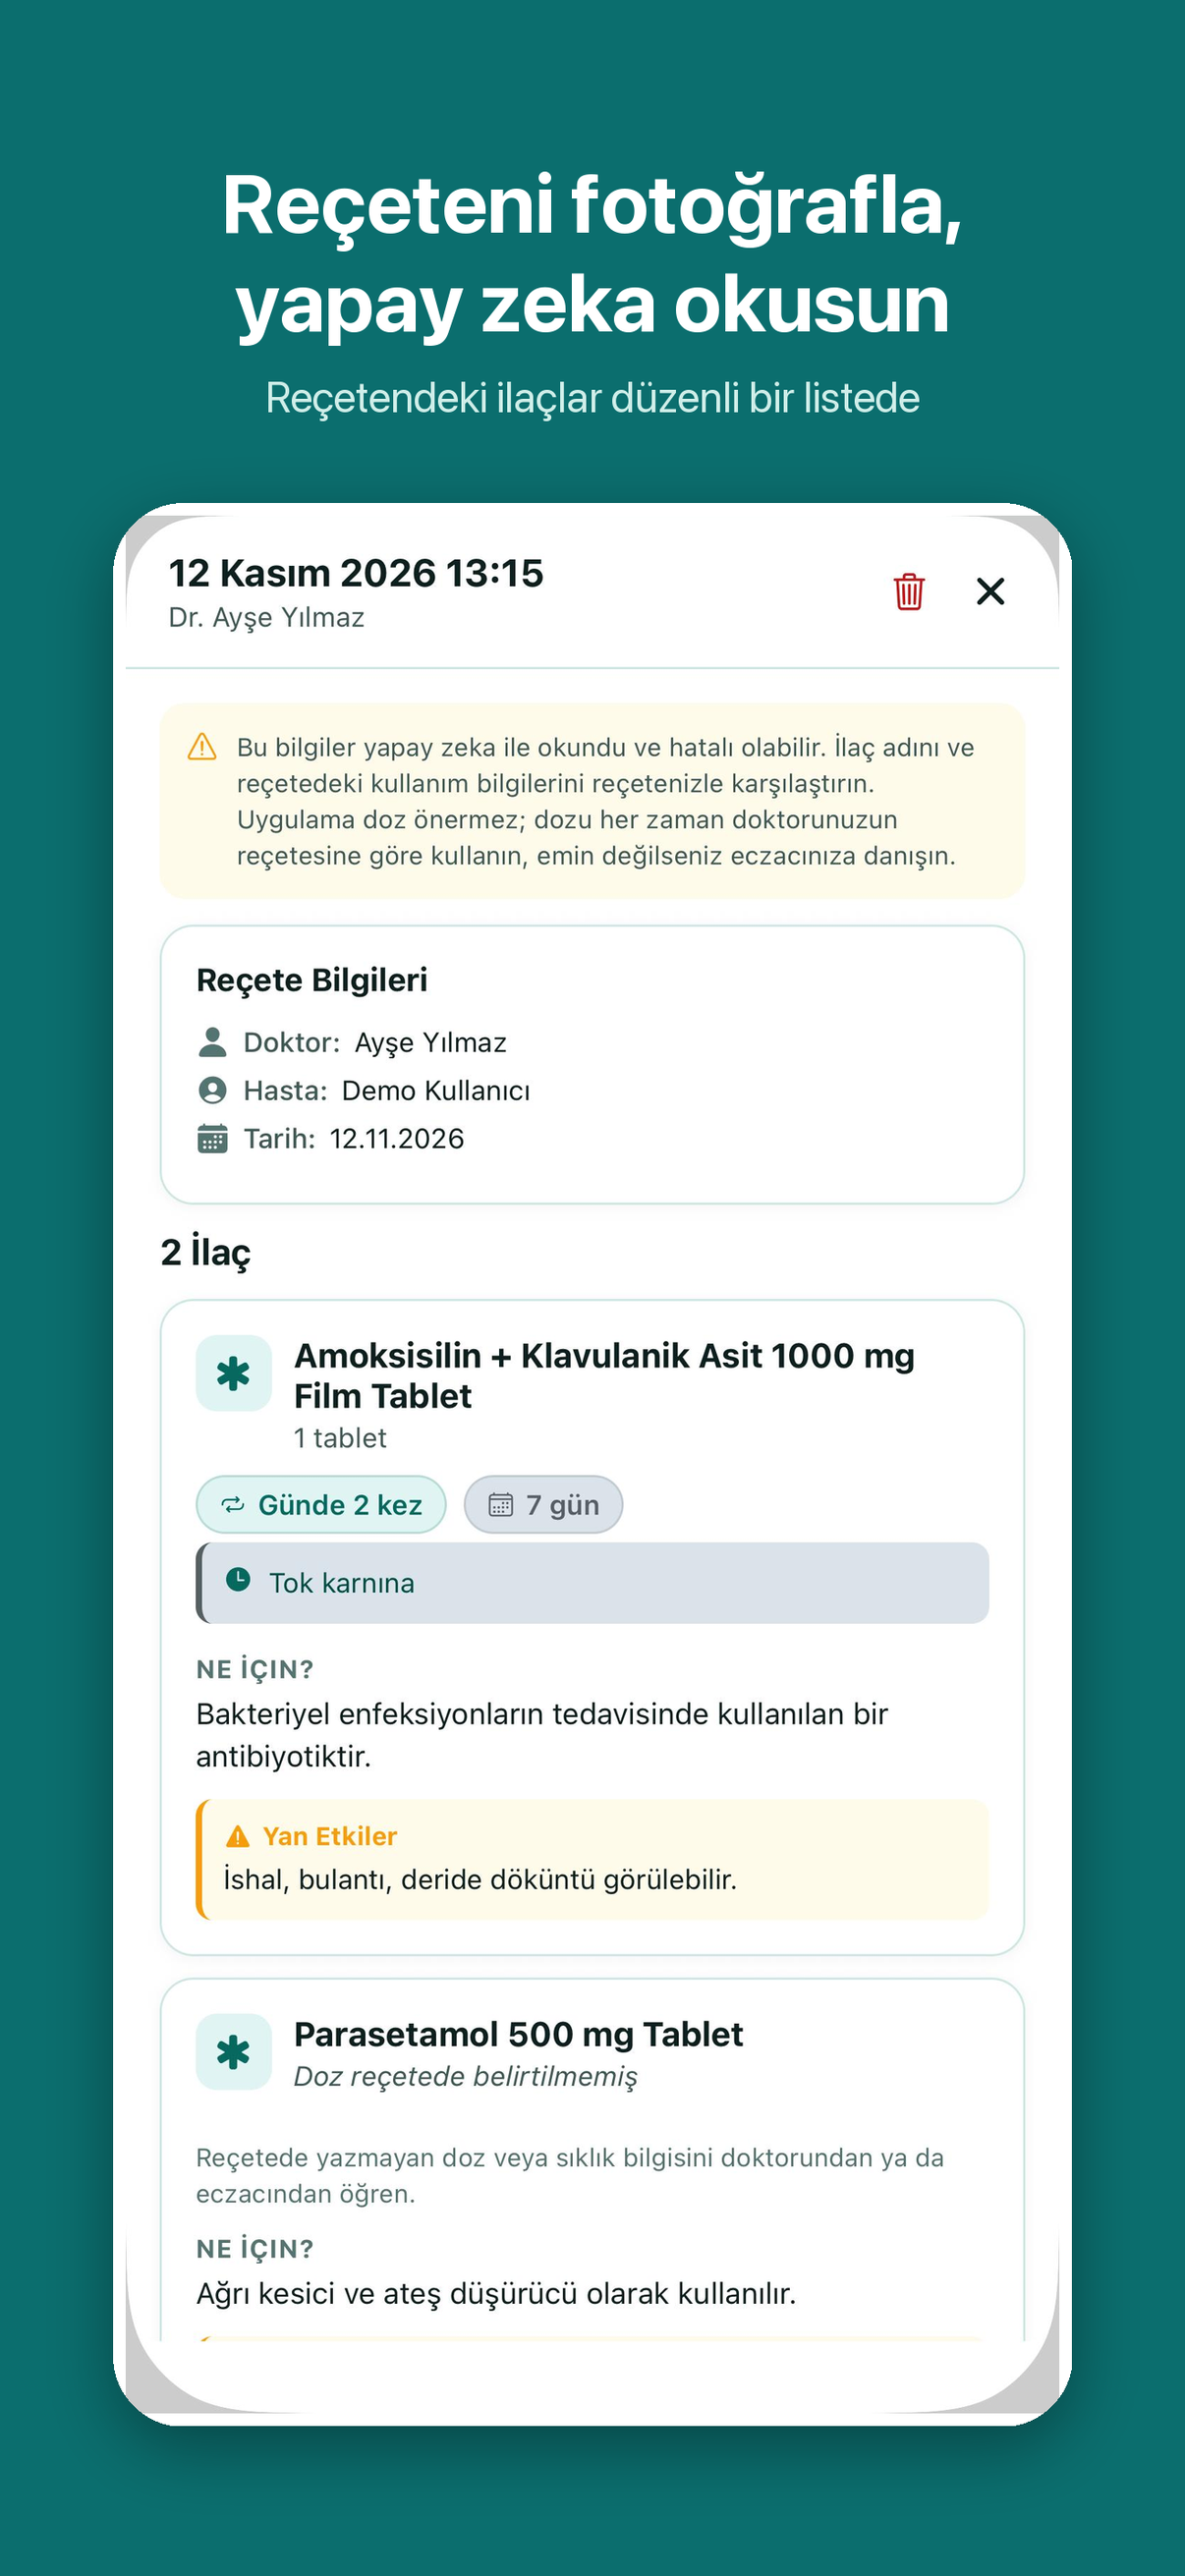 Reçeteni fotoğrafla,
yapay zeka okusun
Reçetendeki ilaçlar düzenli bir listede
12 Kasım 2026 13:15
Dr. Ayşe Yılmaz
Bu bilgiler yapay zeka ile okundu ve hatalı olabilir. İlaç adını ve
reçetedeki kullanım bilgilerini reçetenizle karşılaştırın.
Uygulama doz önermez; dozu her zaman doktorunuzun
reçetesine göre kullanın, emin değilseniz eczacınıza danışın.
Reçete Bilgileri
Doktor: Ayşe Yılmaz
Hasta: Demo Kullanıcı
Tarih: 12.11.2026
2 İlaç
Amoksisilin + Klavulanik Asit 1000 mg
Film Tablet
1 tablet
Günde 2 kez 7 gün
Tok karnına
NE İÇIN?
Bakteriyel enfeksiyonların tedavisinde kullanılan bir
antibiyotiktir.
Yan Etkiler
İshal, bulantı, deride döküntü görülebilir.
Parasetamol 500 mg Tablet
Doz reçetede belirtilmemiş
Reçetede yazmayan doz veya sıklık bilgisini doktorundan ya da
eczacından öğren.
NE İÇIN?
Ağrı kesici ve ateş düşürücü olarak kullanılır.